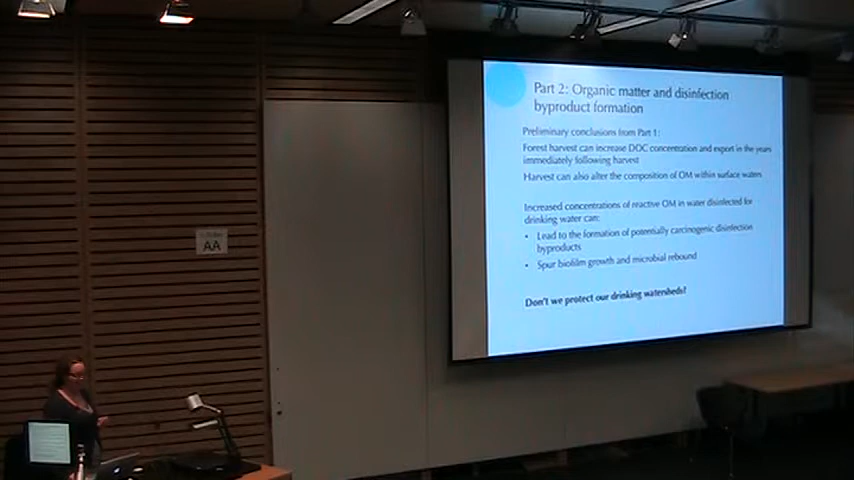 Part 2: Organic matter and disinfection
byproduct formation
Preliminary conclusions from Part 1:
Forest harvest can increase DOC concentration and export in the years
immediately following harvest
Harvest can also alter the composition of OM within surface waters
Increased concentrations of reactive OM in water disinfected for
drinking water can:
• Lead to the formation of potentially carcinogenic disinfection
byproducts
• Spur biofilm growth and microbial rebound
Don't we protect our drinking watersheds?
AA